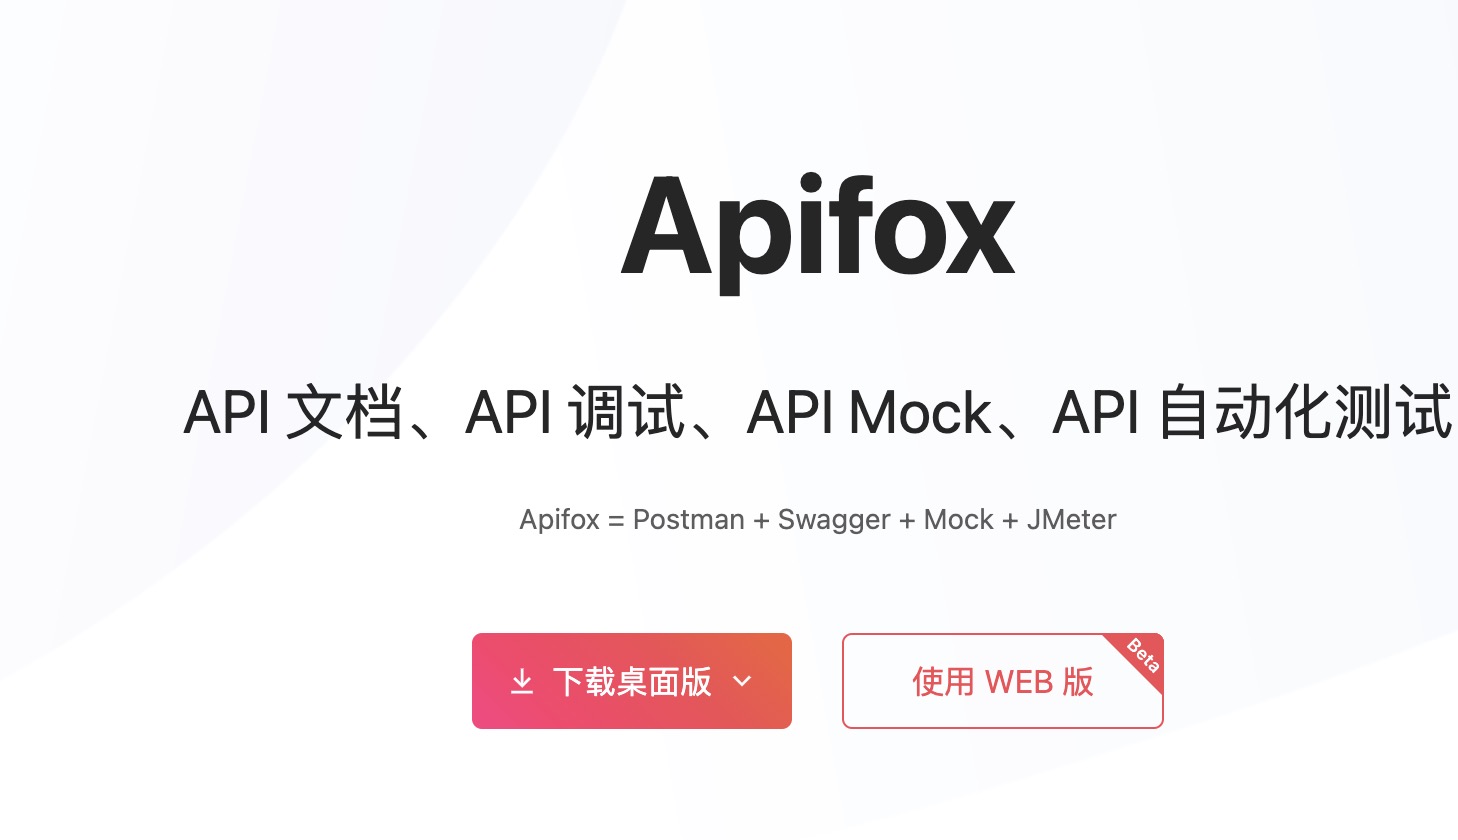 Apifox
API 文档、API 调试、API Mock、API 自动化测试
Apifox = Postman + Swagger + Mock + JMeter
下载桌面版
使用 WEB 版
Beta